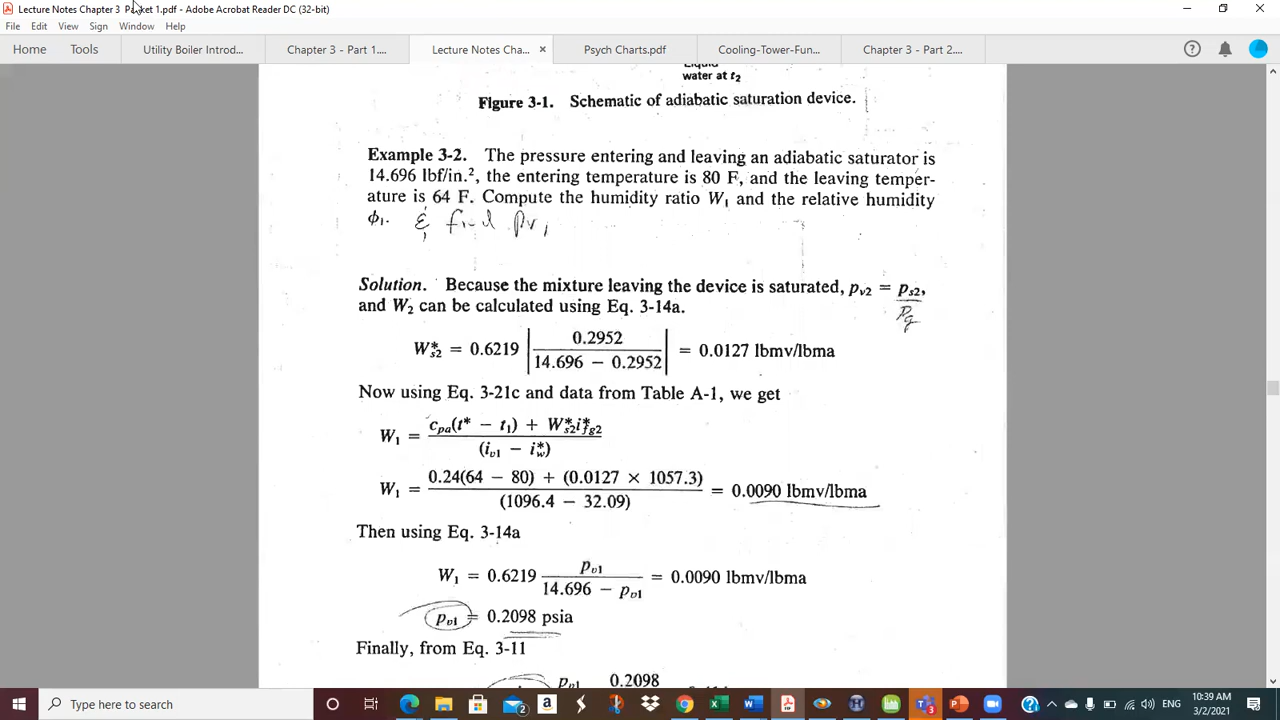 Lecture Notes Chapter 3 Packet 1.pdf - Adobe Acrobat Reader DC (32-bit)
File Edit View Sign Window Help
Home Tools Utility Boiler Introd... Chapter 3 - Part 1.... Lecture Notes Cha... × Psych Charts.pdf Cooling-Tower-Fun... Chapter 3 - Part 2....
Liquid
water at t₂
Figure 3-1. Schematic of adiabatic saturation device.
Example 3-2. The pressure entering and leaving an adiabatic saturator is
14.696 lbf/in.², the entering temperature is 80 F, and the leaving temper-
ature is 64 F. Compute the humidity ratio W₁ and the relative humidity
ϕ₁. & find Pv₁
Solution. Because the mixture leaving the device is saturated, pᵥ₂ = pₛ₂,
and W₂ can be calculated using Eq. 3-14a.
Pg
W*ₛ₂ = 0.6219 | 0.2952 / 14.696 − 0.2952 | = 0.0127 lbmv/lbma
Now using Eq. 3-21c and data from Table A-1, we get
W₁ = cₚₐ(t* − t₁) + W*ₛ₂i*fg2 / (iᵥ₁ − i*w)
W₁ = 0.24(64 − 80) + (0.0127 × 1057.3) / (1096.4 − 32.09) = 0.0090 lbmv/lbma
Then using Eq. 3-14a
W₁ = 0.6219 pᵥ₁ / 14.696 − pᵥ₁ = 0.0090 lbmv/lbma
pᵥ₁ = 0.2098 psia
Finally, from Eq. 3-11
pᵥ₁ 0.2098
Type here to search
ENG
10:39 AM
3/2/2021